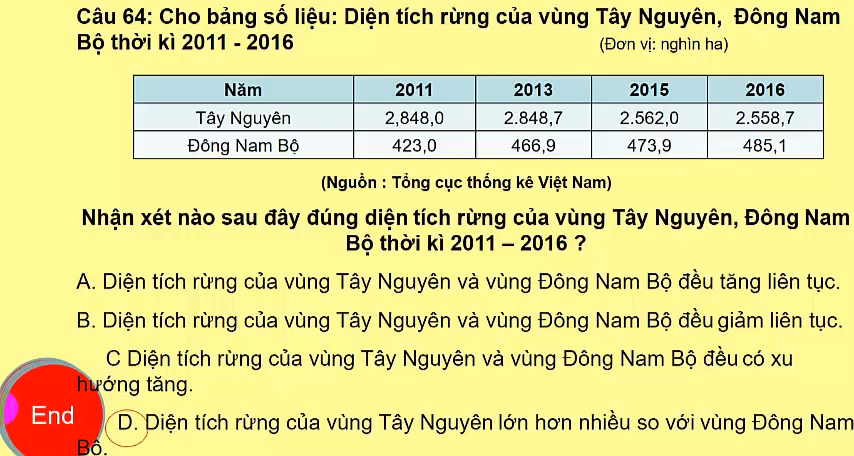 Câu 64: Cho bảng số liệu: Diện tích rừng của vùng Tây Nguyên, Đông Nam
Bộ thời kì 2011 - 2016 (Đơn vị: nghìn ha)
Năm 2011 2013 2015 2016
Tây Nguyên 2,848,0 2.848,7 2.562,0 2.558,7
Đông Nam Bộ 423,0 466,9 473,9 485,1
(Nguồn : Tổng cục thống kê Việt Nam)
Nhận xét nào sau đây đúng diện tích rừng của vùng Tây Nguyên, Đông Nam
Bộ thời kì 2011 – 2016 ?
A. Diện tích rừng của vùng Tây Nguyên và vùng Đông Nam Bộ đều tăng liên tục.
B. Diện tích rừng của vùng Tây Nguyên và vùng Đông Nam Bộ đều giảm liên tục.
C Diện tích rừng của vùng Tây Nguyên và vùng Đông Nam Bộ đều có xu
hướng tăng.
End
D. Diện tích rừng của vùng Tây Nguyên lớn hơn nhiều so với vùng Đông Nam
Bộ.